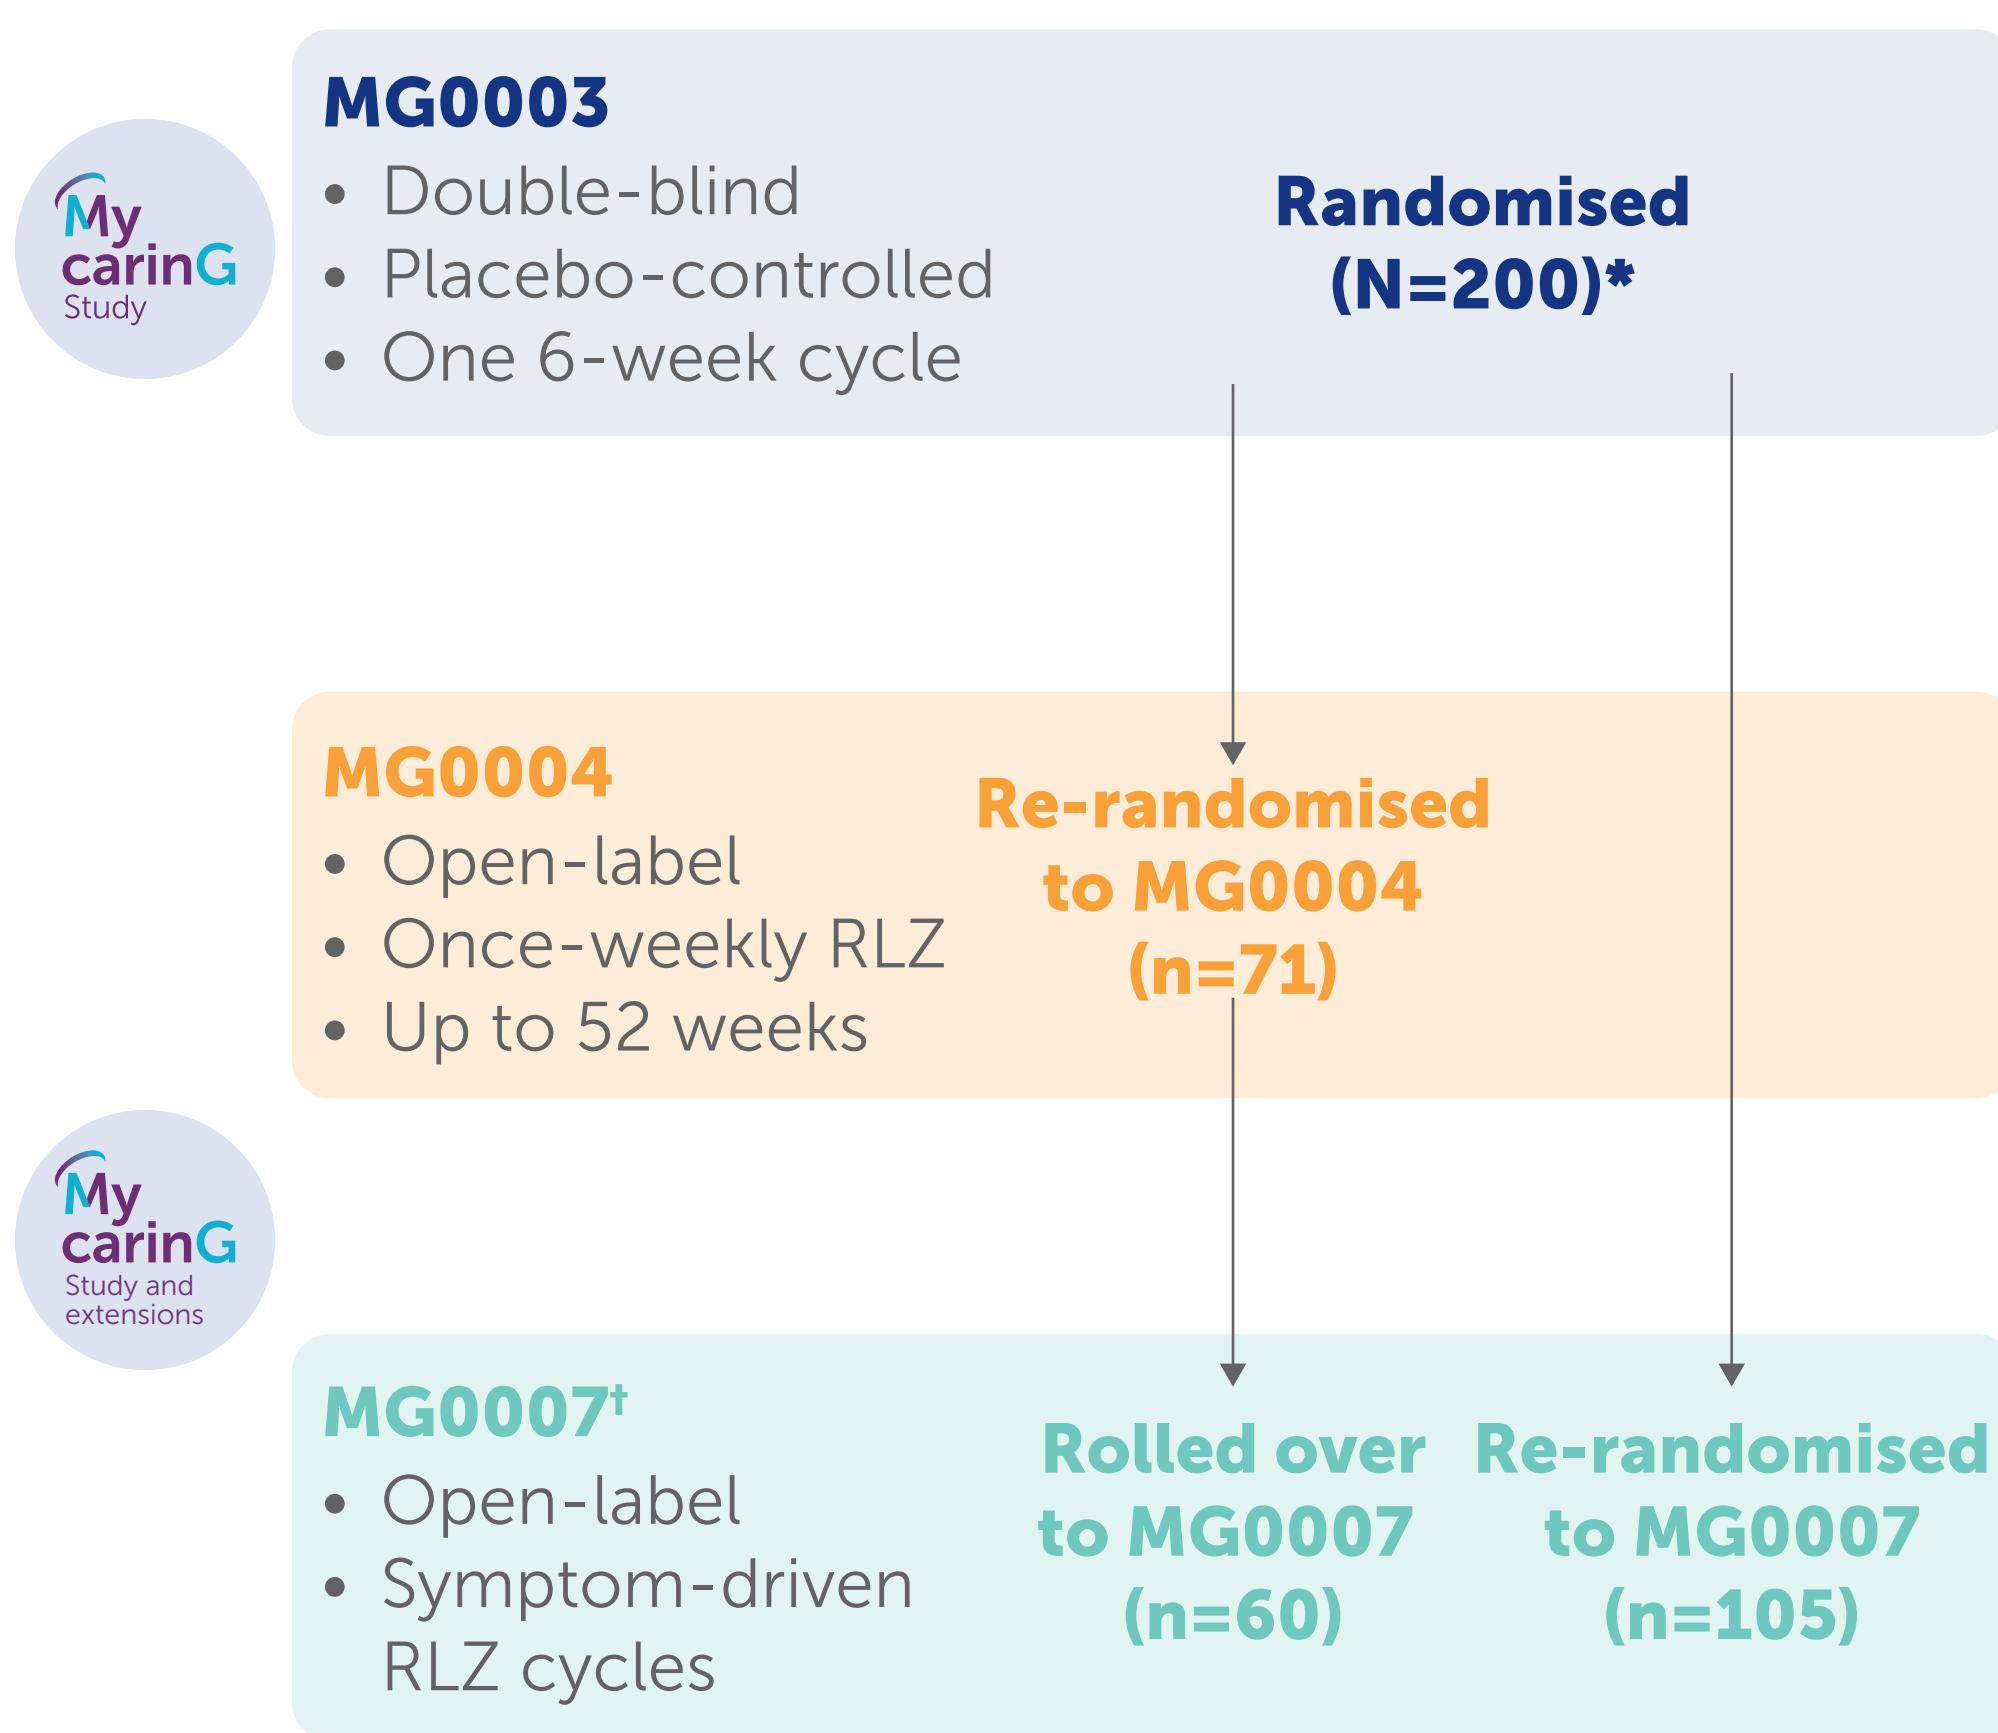 My
carinG
Study
MG0003
• Double-blind
• Placebo-controlled
• One 6-week cycle
Randomised
(N=200)*
MG0004
• Open-label
• Once-weekly RLZ
• Up to 52 weeks
Re-randomised
to MG0004
(n=71)
My
carinG
Study and
extensions
MG0007†
• Open-label
• Symptom-driven
RLZ cycles
Rolled over
to MG0007
(n=60)
Re-randomised
to MG0007
(n=105)